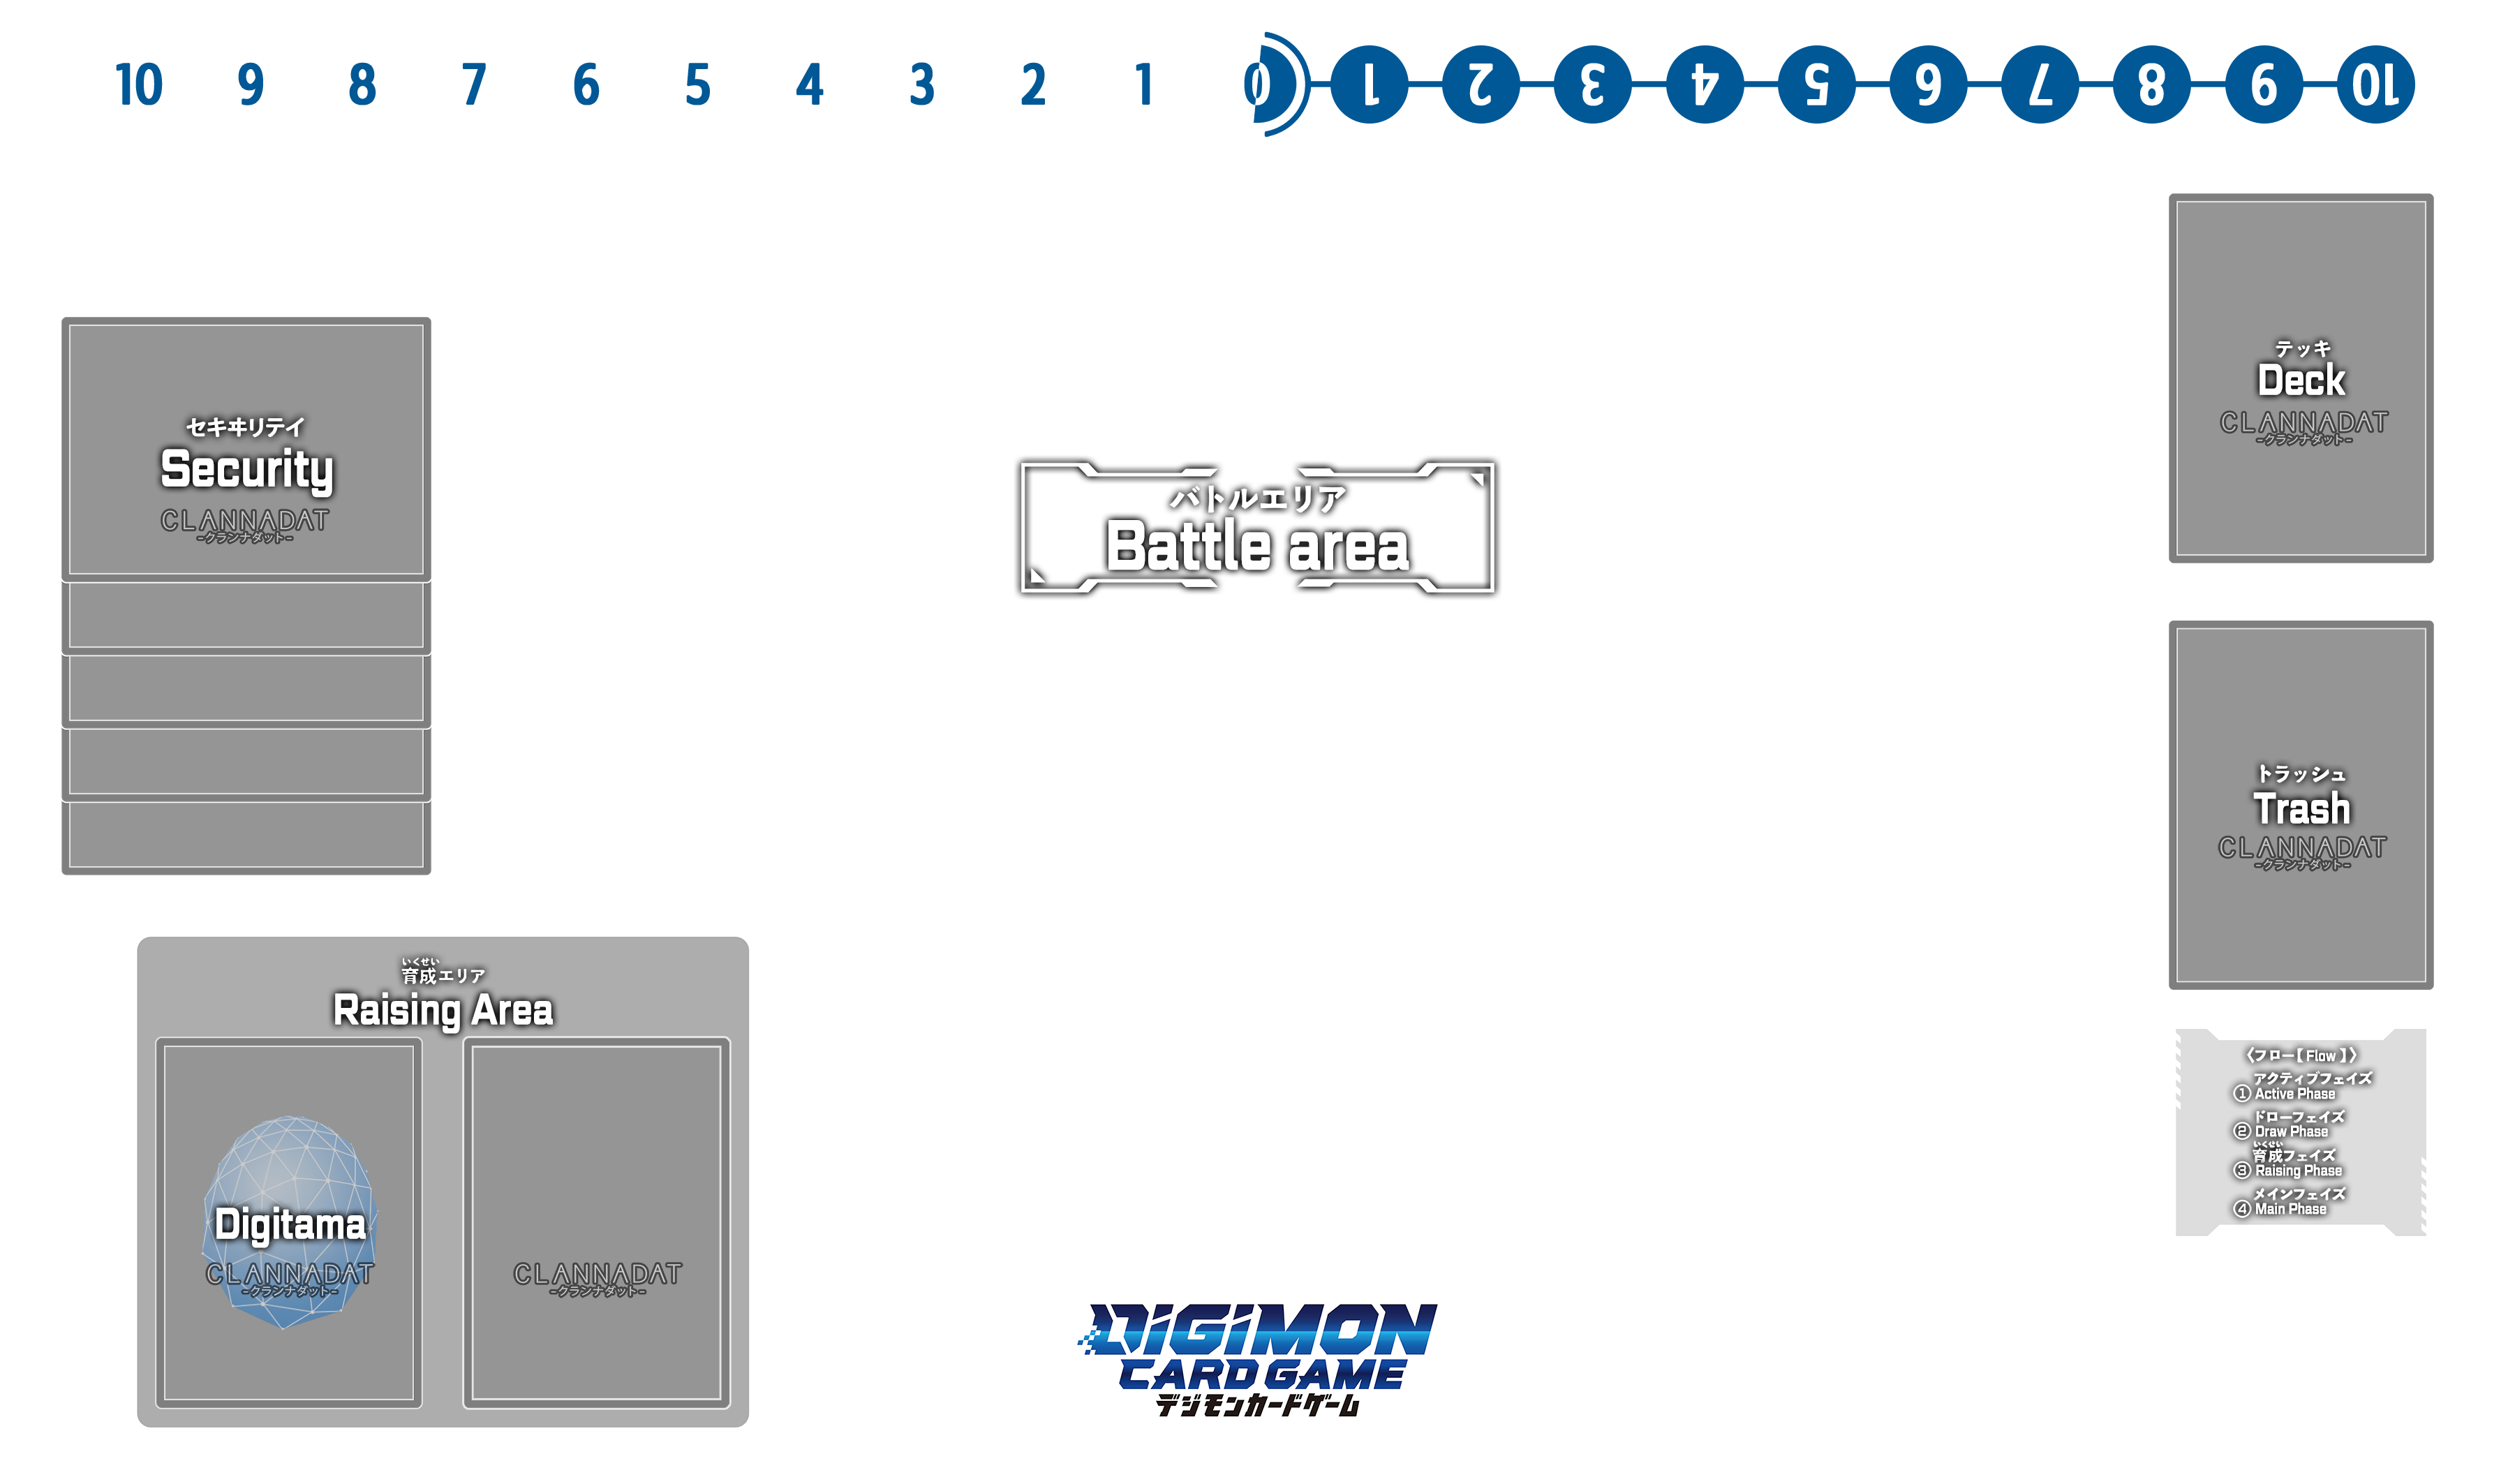 10 9 8 7 6 5 4 3 2 1 0 1 2 3 4 5 6 7 8 9 10
セキヰリテイ
Security
CLANNADAT
-クランナダット-
バトルエリア
Battle area
テッキ
Deck
CLANNADAT
-クランナダット-
トラッシュ
Trash
CLANNADAT
-クランナダット-
いくせい
育成エリア
Raising Area
Digitama
CLANNADAT
-クランナダット-
CLANNADAT
-クランナダット-
〈フロー【Flow】〉
アクティブフェイズ
① Active Phase
ドローフェイズ
② Draw Phase
いくせい
育成フェイズ
③ Raising Phase
メインフェイズ
④ Main Phase
DIGIMON
CARD GAME
デジモンカードゲーム